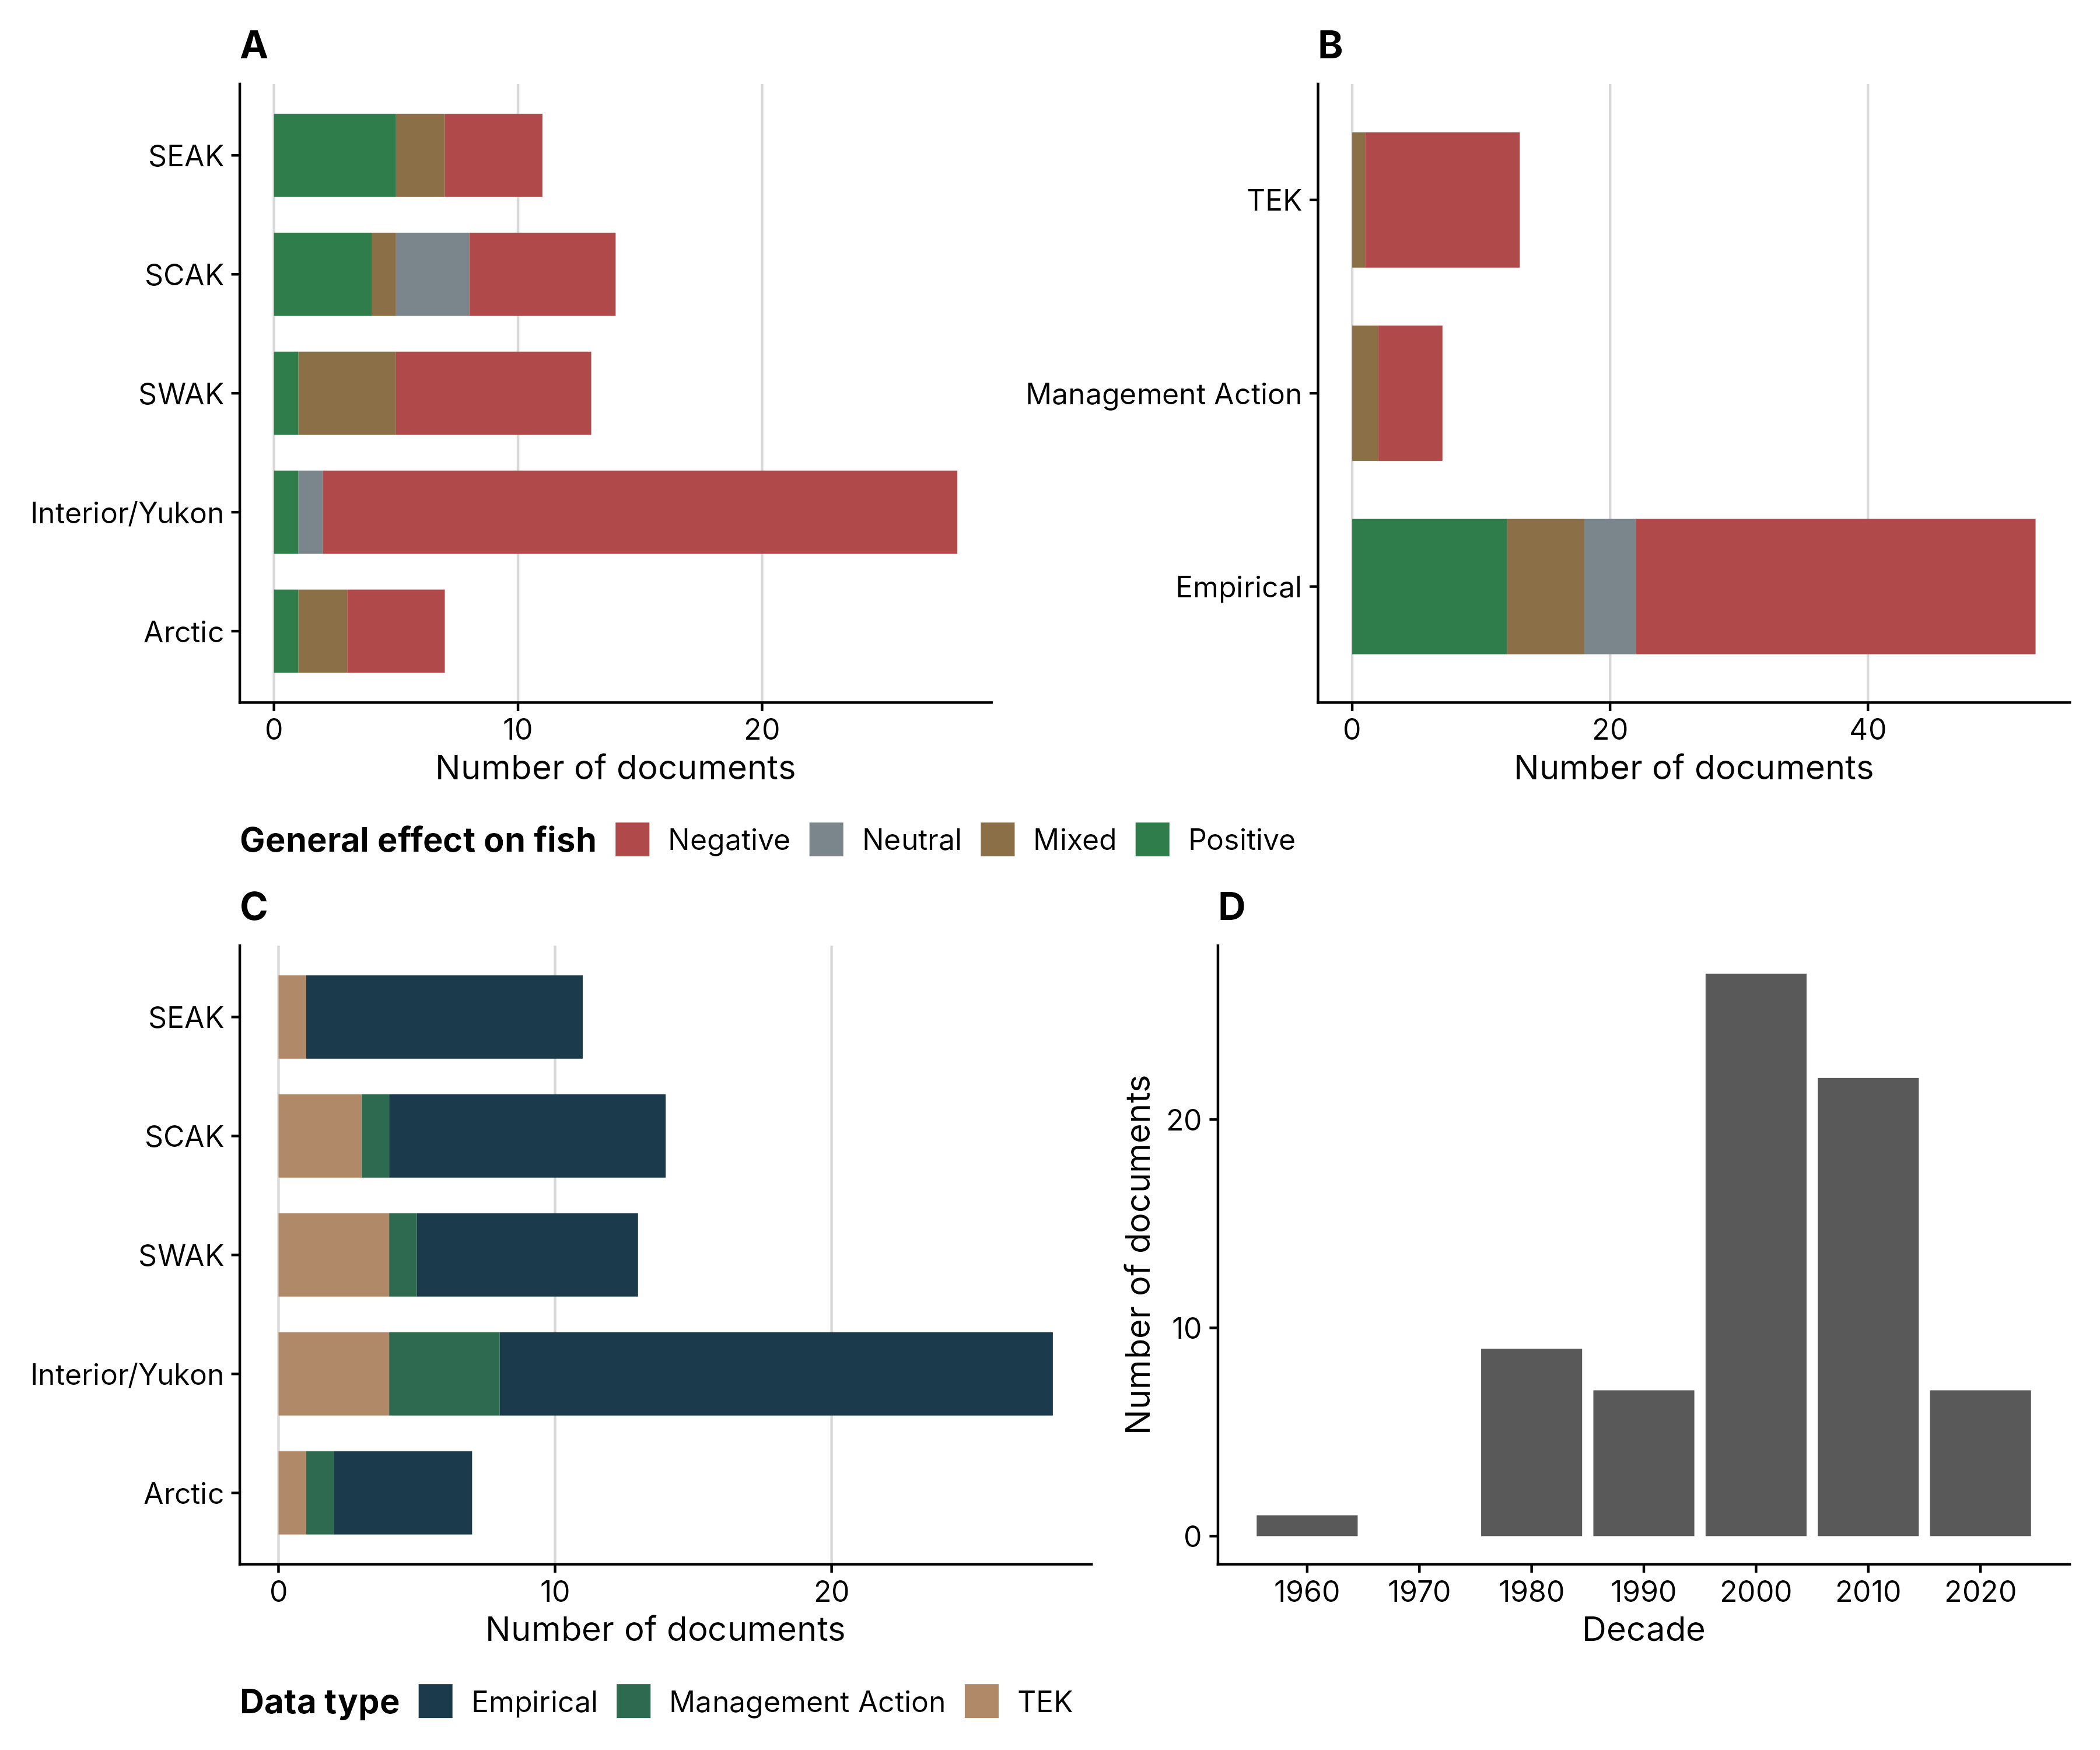 A
SEAK
SCAK
SWAK
Interior/Yukon
Arctic
0 10 20
Number of documents
B
TEK
Management Action
Empirical
0 20 40
Number of documents
General effect on fish Negative Neutral Mixed Positive
C
SEAK
SCAK
SWAK
Interior/Yukon
Arctic
0 10 20
Number of documents
Data type Empirical Management Action TEK
D
Number of documents
20
10
0
1960 1970 1980 1990 2000 2010 2020
Decade